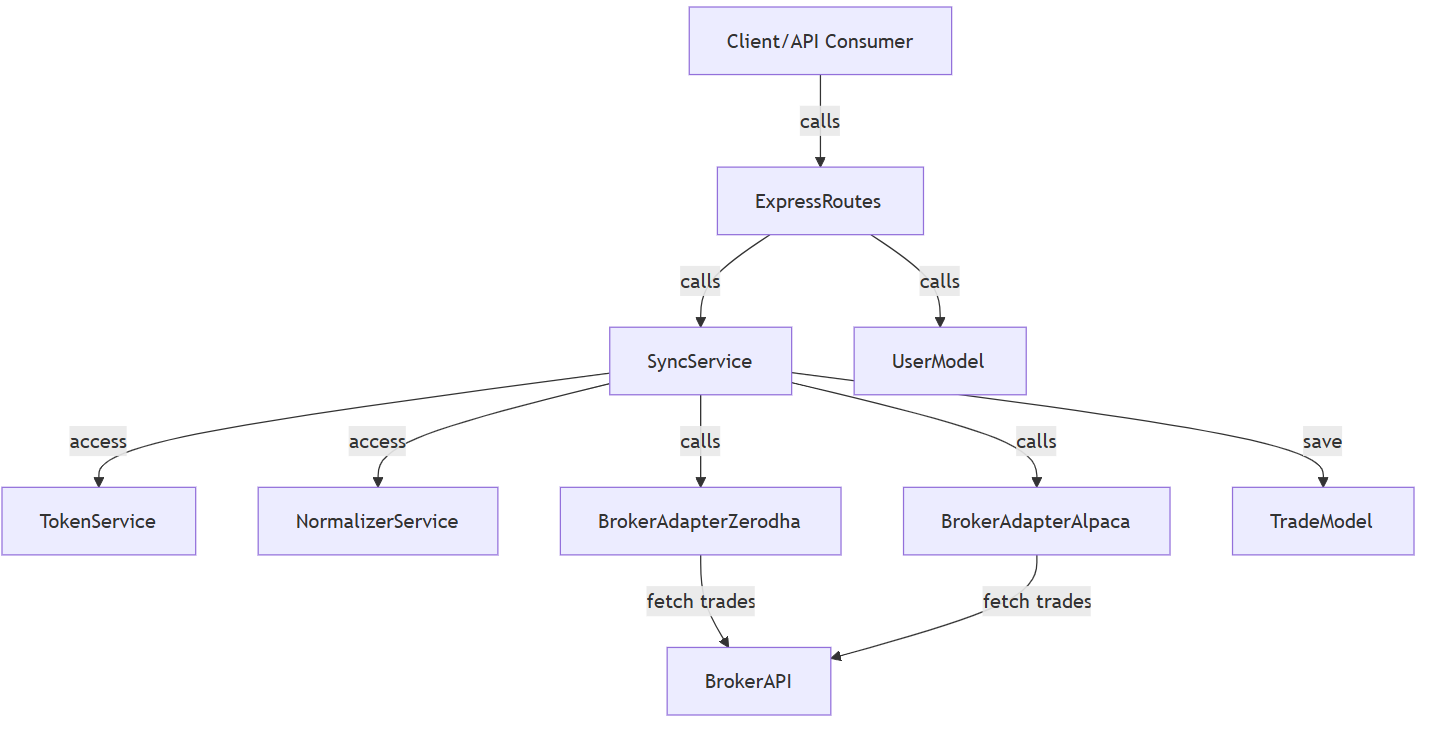 Client/API Consumer
calls
ExpressRoutes
calls
calls
SyncService
UserModel
access
access
calls
calls
save
TokenService
NormalizerService
BrokerAdapterZerodha
BrokerAdapterAlpaca
TradeModel
fetch trades
fetch trades
BrokerAPI